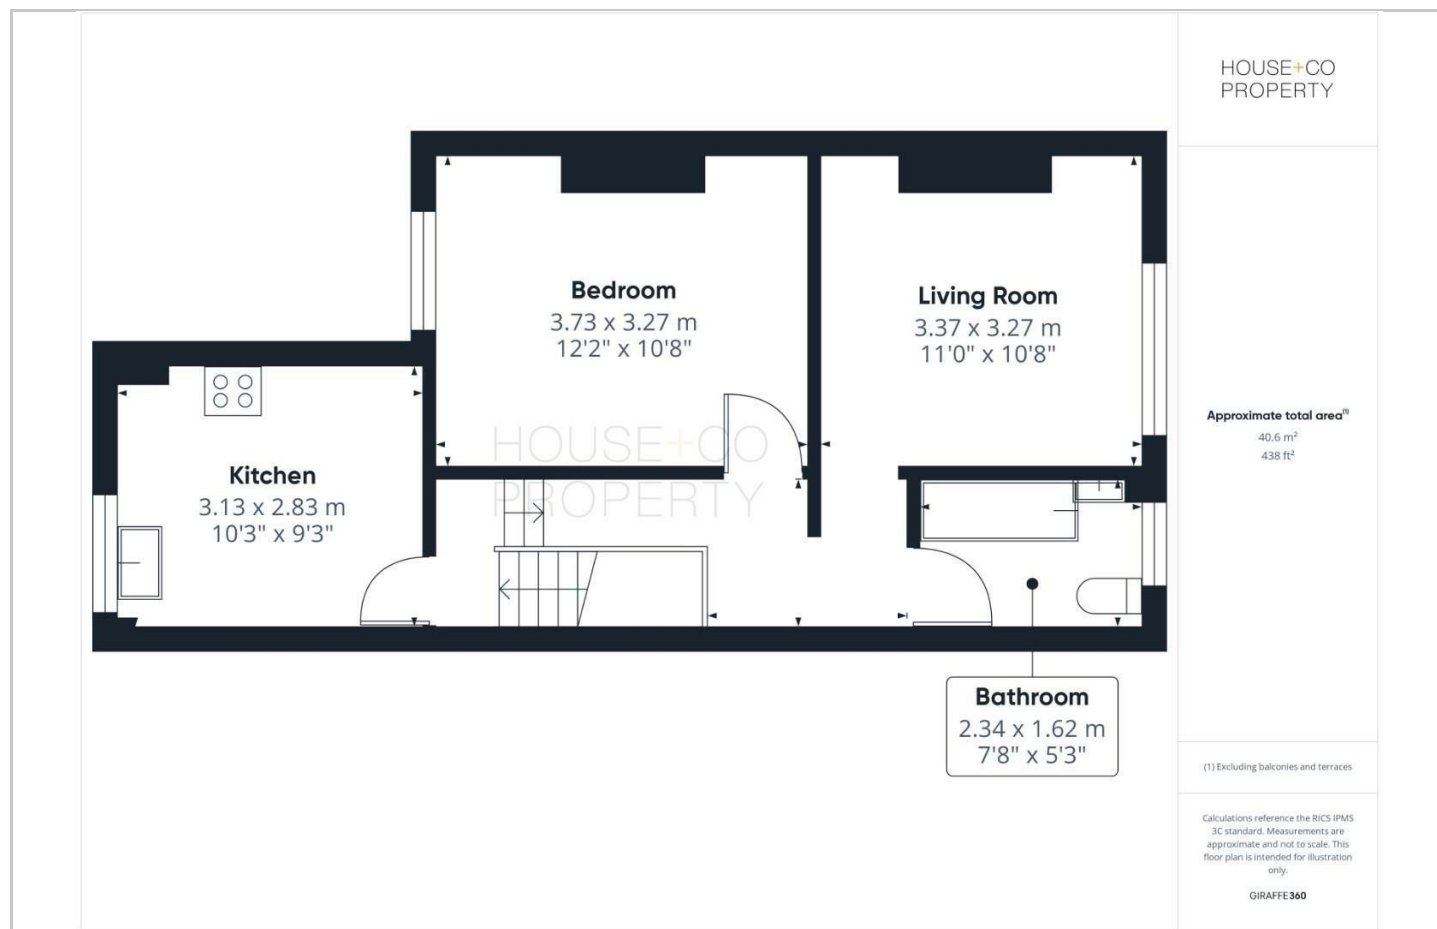 HOUSE+CO
PROPERTY
Bedroom
3.73 x 3.27 m
12'2" x 10'8"
Living Room
3.37 x 3.27 m
11'0" x 10'8"
HOUSE+CO
PROPERTY
Kitchen
3.13 x 2.83 m
10'3" x 9'3"
Bathroom
2.34 x 1.62 m
7'8" x 5'3"
Approximate total area⁽¹⁾
40.6 m²
438 ft²
(1) Excluding balconies and terraces
Calculations reference the RICS IPMS
3C standard. Measurements are
approximate and not to scale. This
floor plan is intended for illustration
only.
GIRAFFE360